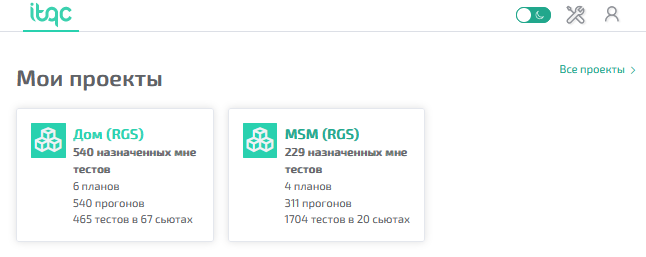 itqc
Мои проекты
Все проекты
Дом (RGS)
540 назначенных мне
тестов
6 планов
540 прогонов
465 тестов в 67 сьютах
MSM (RGS)
229 назначенных мне
тестов
4 планов
311 прогонов
1704 тестов в 20 сьютах